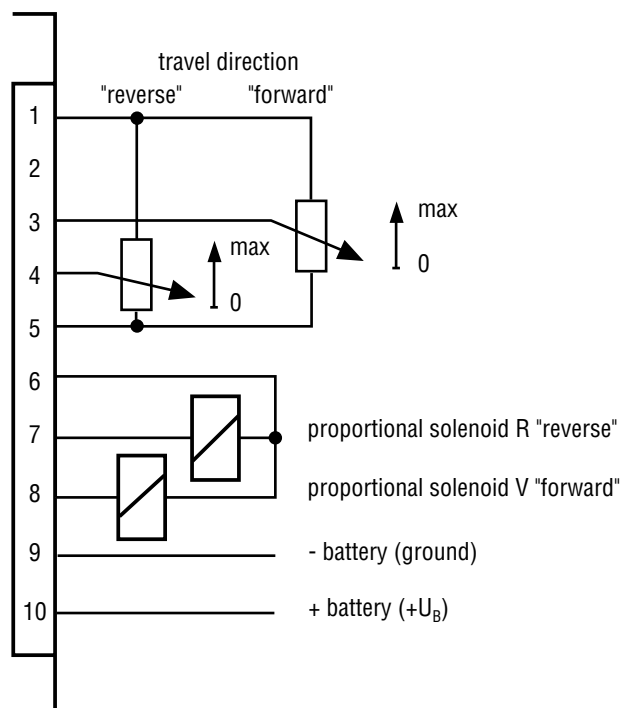 travel direction
"reverse" "forward"
1
2
3
max
0
4
max
0
5
6
7
proportional solenoid R "reverse"
8
proportional solenoid V "forward"
9
- battery (ground)
10
+ battery (+U_B)